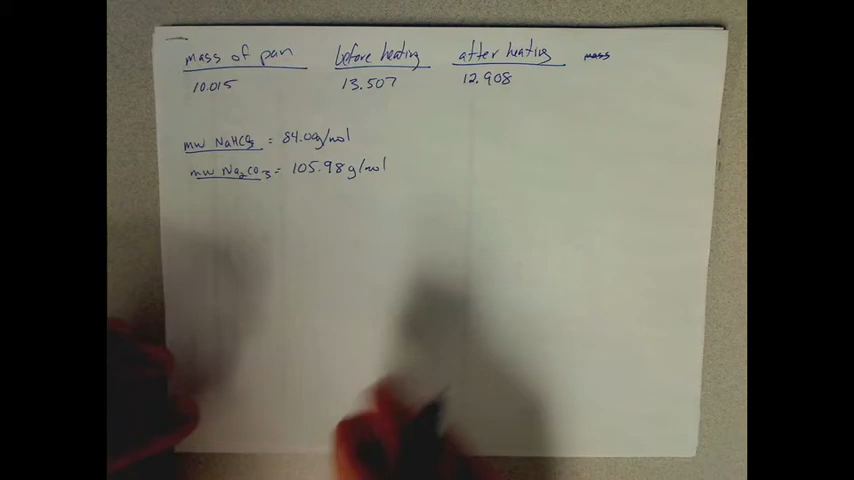 mass of pan before heating after heating mass
10.015 13.507 12.908
mw NaHCO3 = 84.00g/mol
mw Na2CO3 = 105.98g/mol